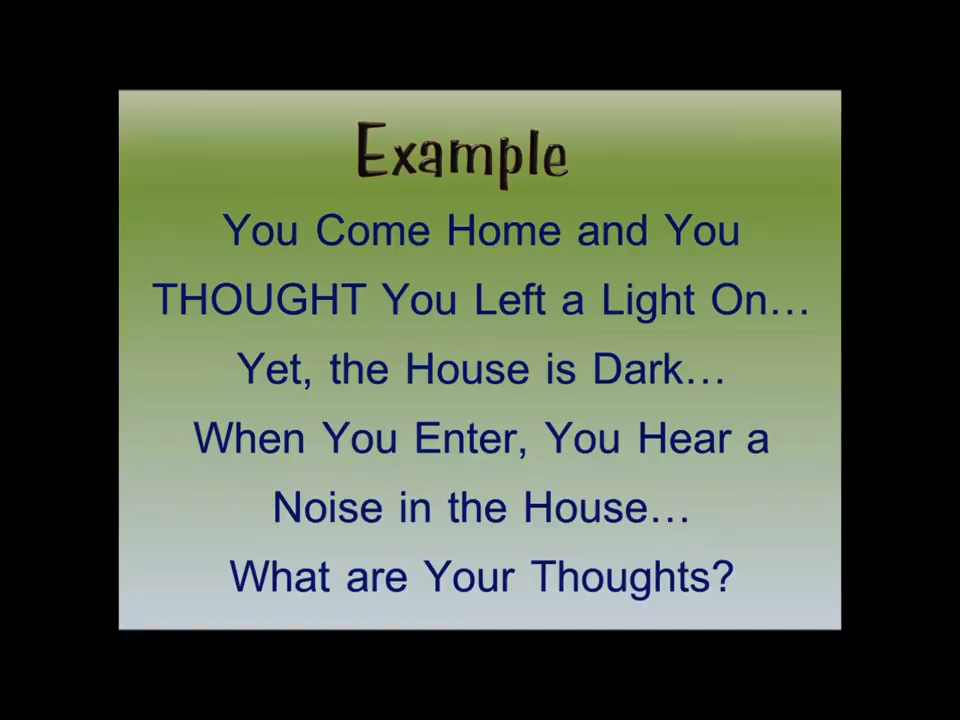 Example
You Come Home and You
THOUGHT You Left a Light On…
Yet, the House is Dark…
When You Enter, You Hear a
Noise in the House…
What are Your Thoughts?